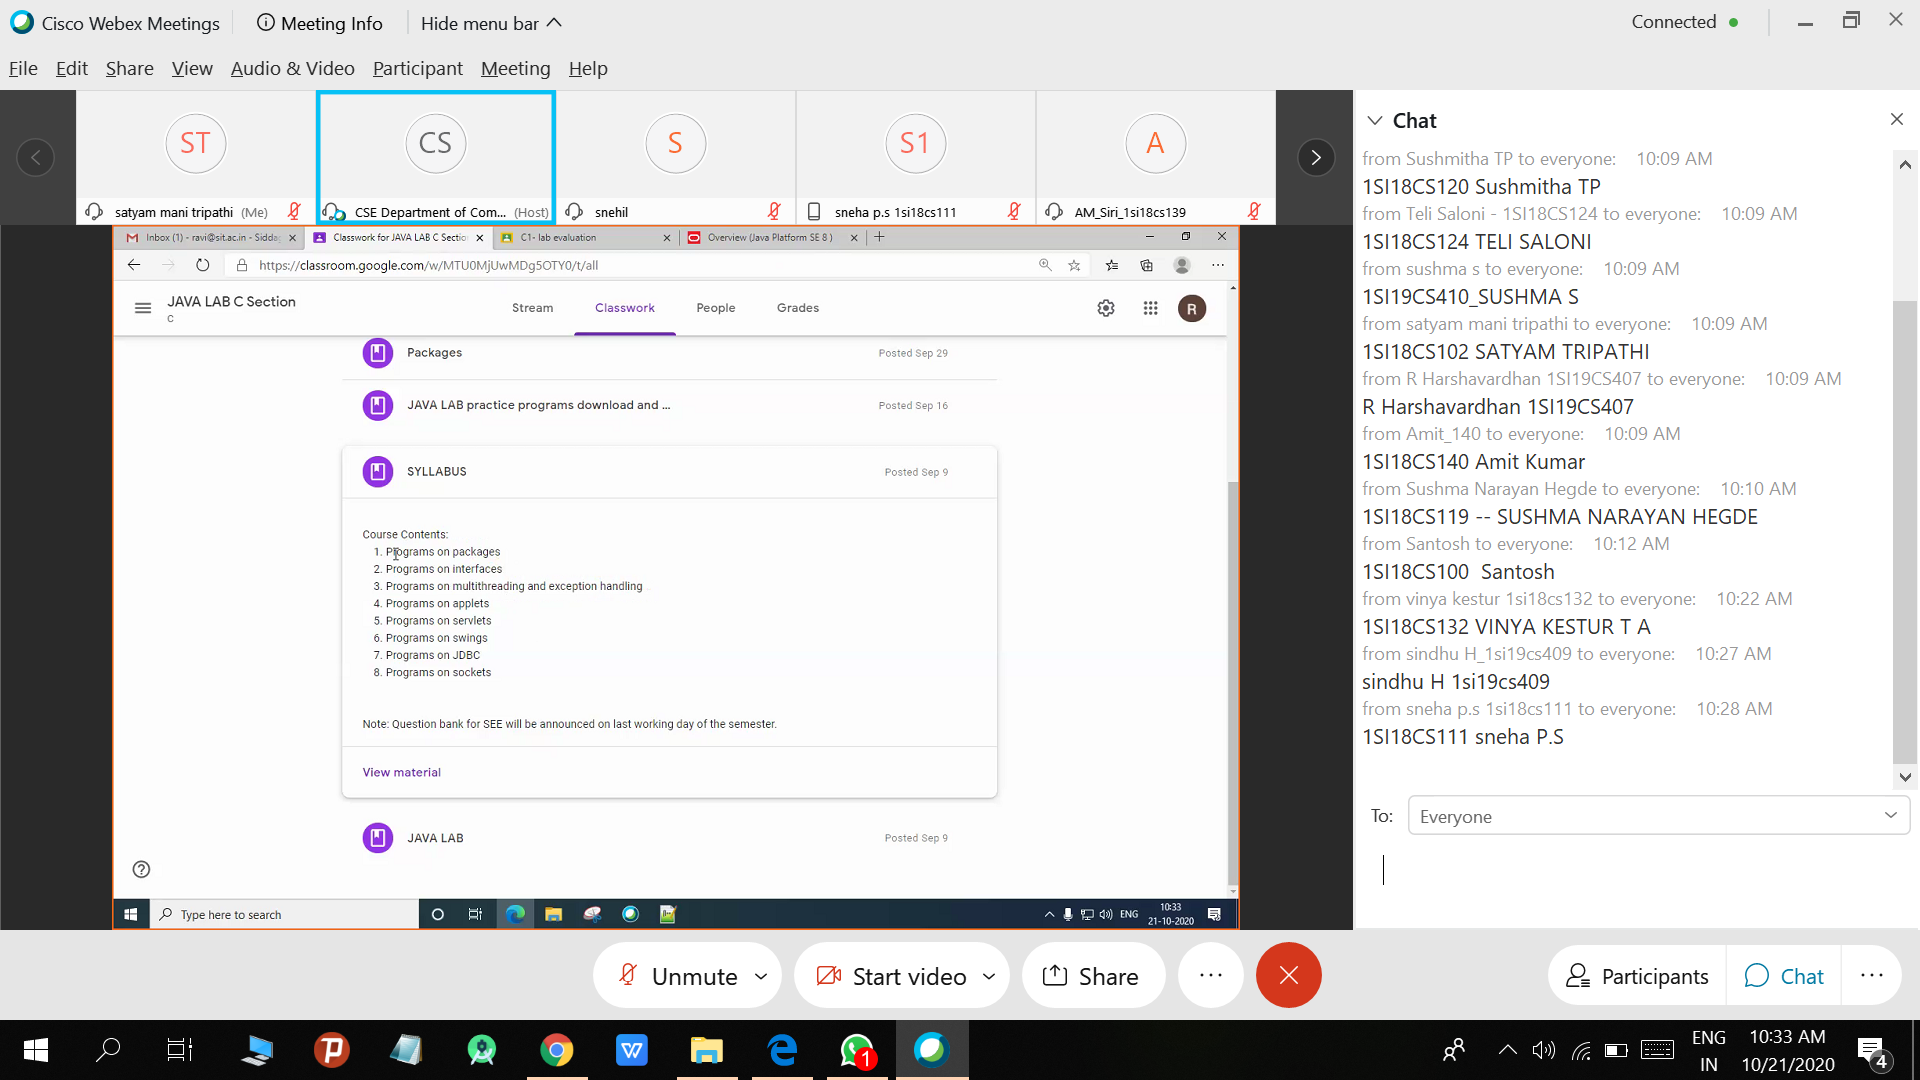 Cisco Webex Meetings
Meeting Info
Hide menu bar
Connected
File Edit Share View Audio & Video Participant Meeting Help
ST
CS
S
S1
A
satyam mani tripathi (Me)
CSE Department of Com... (Host)
snehil
sneha p.s 1si18cs111
AM_Siri_1si18cs139
Inbox (1) - ravi@sit.ac.in - Sidda
Classwork for JAVA LAB C Sectio
C1- lab evaluation
Overview (Java Platform SE 8 )
https://classroom.google.com/w/MTU0MjUwMDg5OTY0/t/all
JAVA LAB C Section
C
Stream
Classwork
People
Grades
R
Packages
Posted Sep 29
JAVA LAB practice programs download and ...
Posted Sep 16
SYLLABUS
Posted Sep 9
Course Contents:
1. Programs on packages
2. Programs on interfaces
3. Programs on multithreading and exception handling
4. Programs on applets
5. Programs on servlets
6. Programs on swings
7. Programs on JDBC
8. Programs on sockets
Note: Question bank for SEE will be announced on last working day of the semester.
View material
JAVA LAB
Posted Sep 9
Type here to search
ENG
10:33
21-10-2020
Chat
from Sushmitha TP to everyone: 10:09 AM
1SI18CS120 Sushmitha TP
from Teli Saloni - 1SI18CS124 to everyone: 10:09 AM
1SI18CS124 TELI SALONI
from sushma s to everyone: 10:09 AM
1SI19CS410_SUSHMA S
from satyam mani tripathi to everyone: 10:09 AM
1SI18CS102 SATYAM TRIPATHI
from R Harshavardhan 1SI19CS407 to everyone: 10:09 AM
R Harshavardhan 1SI19CS407
from Amit_140 to everyone: 10:09 AM
1SI18CS140 Amit Kumar
from Sushma Narayan Hegde to everyone: 10:10 AM
1SI18CS119 -- SUSHMA NARAYAN HEGDE
from Santosh to everyone: 10:12 AM
1SI18CS100 Santosh
from vinya kestur 1si18cs132 to everyone: 10:22 AM
1SI18CS132 VINYA KESTUR T A
from sindhu H_1si19cs409 to everyone: 10:27 AM
sindhu H 1si19cs409
from sneha p.s 1si18cs111 to everyone: 10:28 AM
1SI18CS111 sneha P.S
To: Everyone
Unmute
Start video
Share
Participants
Chat
W
1
ENG
IN
10:33 AM
10/21/2020
4